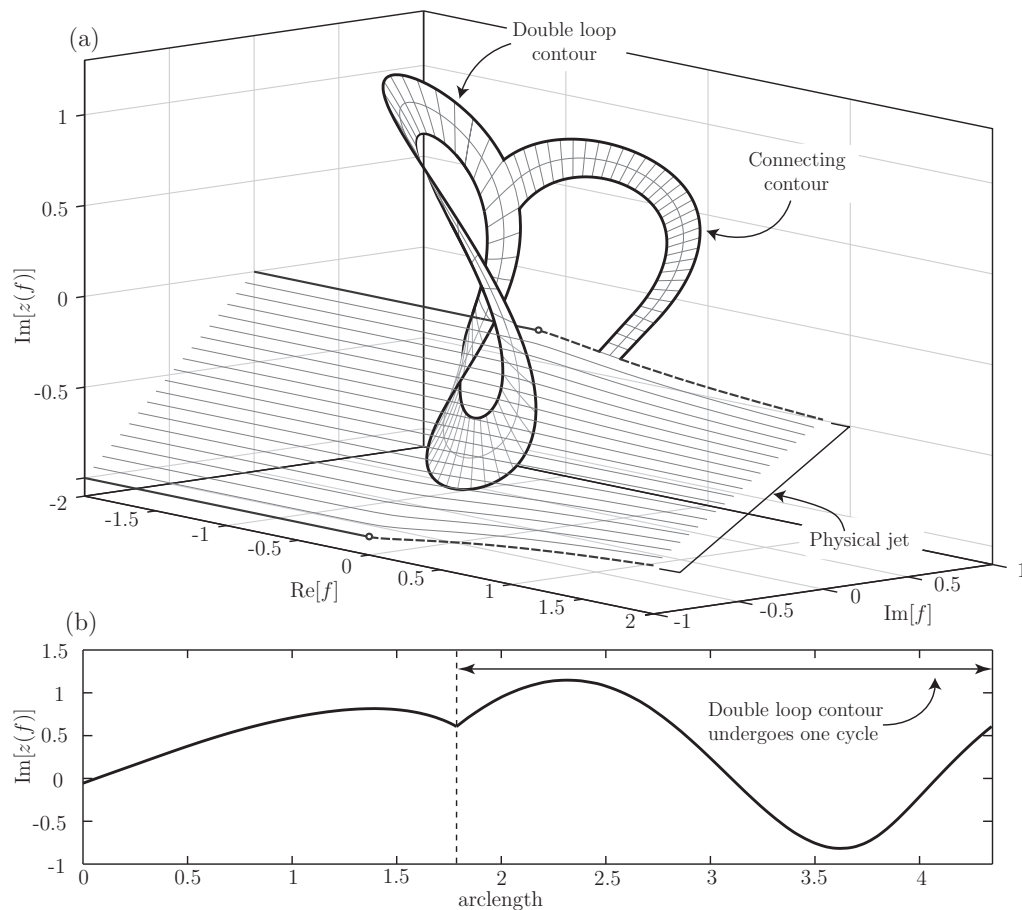 (a)
Double loop
contour
Connecting
contour
1
0.5
0
-0.5
Im[z(f)]
-2
-1.5
-1
-0.5
0
0.5
1
1.5
2
Re[f]
-1
-0.5
0
0.5
1
Im[f]
Physical jet
(b)
1.5
1
0.5
0
-0.5
-1
Im[z(f)]
Double loop contour
undergoes one cycle
0
0.5
1
1.5
2
2.5
3
3.5
4
arclength